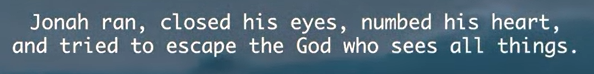 Jonah ran, closed his eyes, numbed his heart,
and tried to escape the God who sees all things.